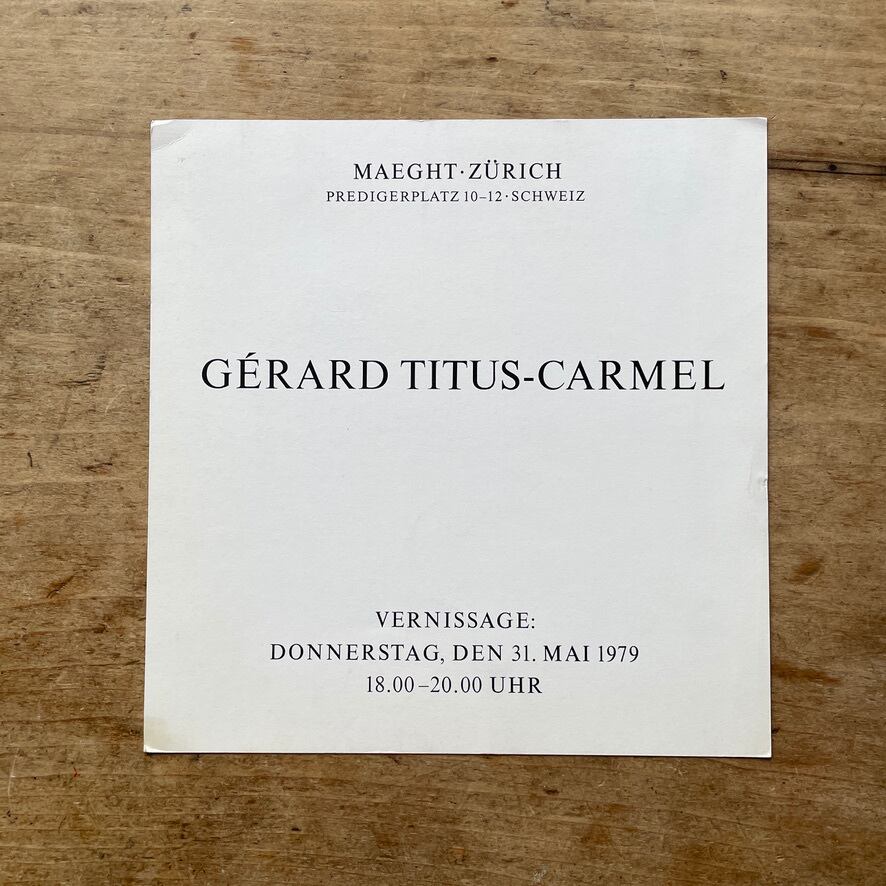 MAEGHT·ZÜRICH
PREDIGERPLATZ 10–12·SCHWEIZ
GÉRARD TITUS-CARMEL
VERNISSAGE:
DONNERSTAG, DEN 31. MAI 1979
18.00–20.00 UHR